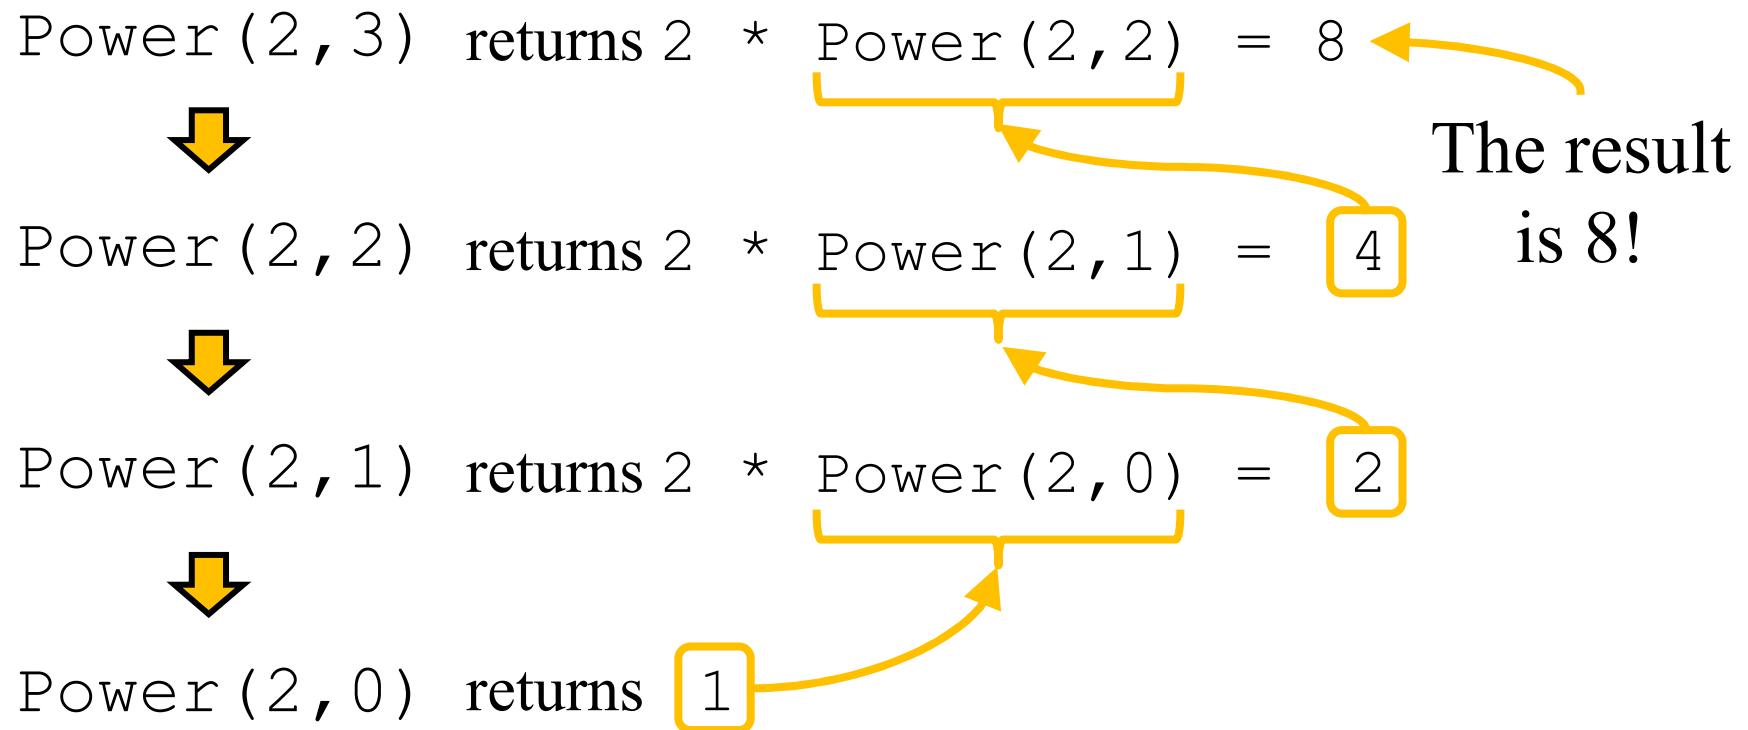 Power(2,3) returns 2 * Power(2,2) = 8
The result
is 8!
Power(2,2) returns 2 * Power(2,1) = 4
Power(2,1) returns 2 * Power(2,0) = 2
Power(2,0) returns 1